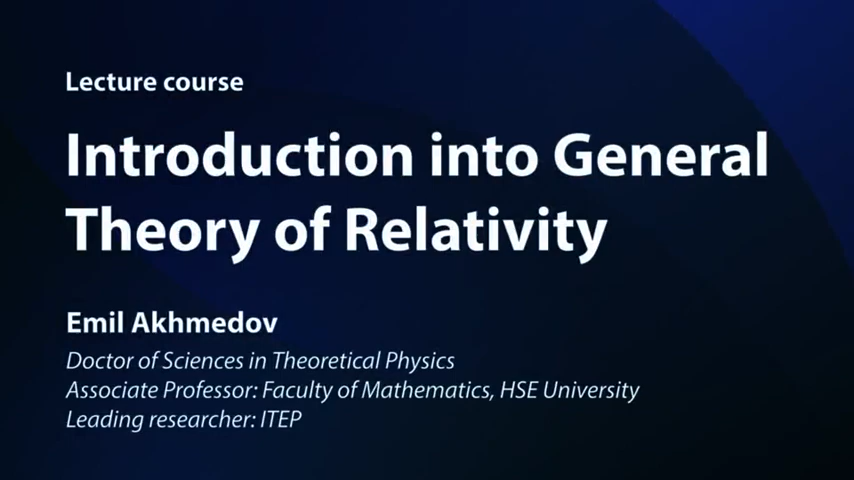 Lecture course
Introduction into General
Theory of Relativity
Emil Akhmedov
Doctor of Sciences in Theoretical Physics
Associate Professor: Faculty of Mathematics, HSE University
Leading researcher: ITEP